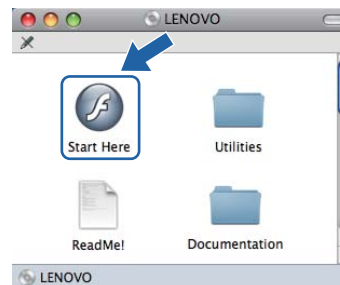 LENOVO
Start Here
Utilities
ReadMe!
Documentation
LENOVO